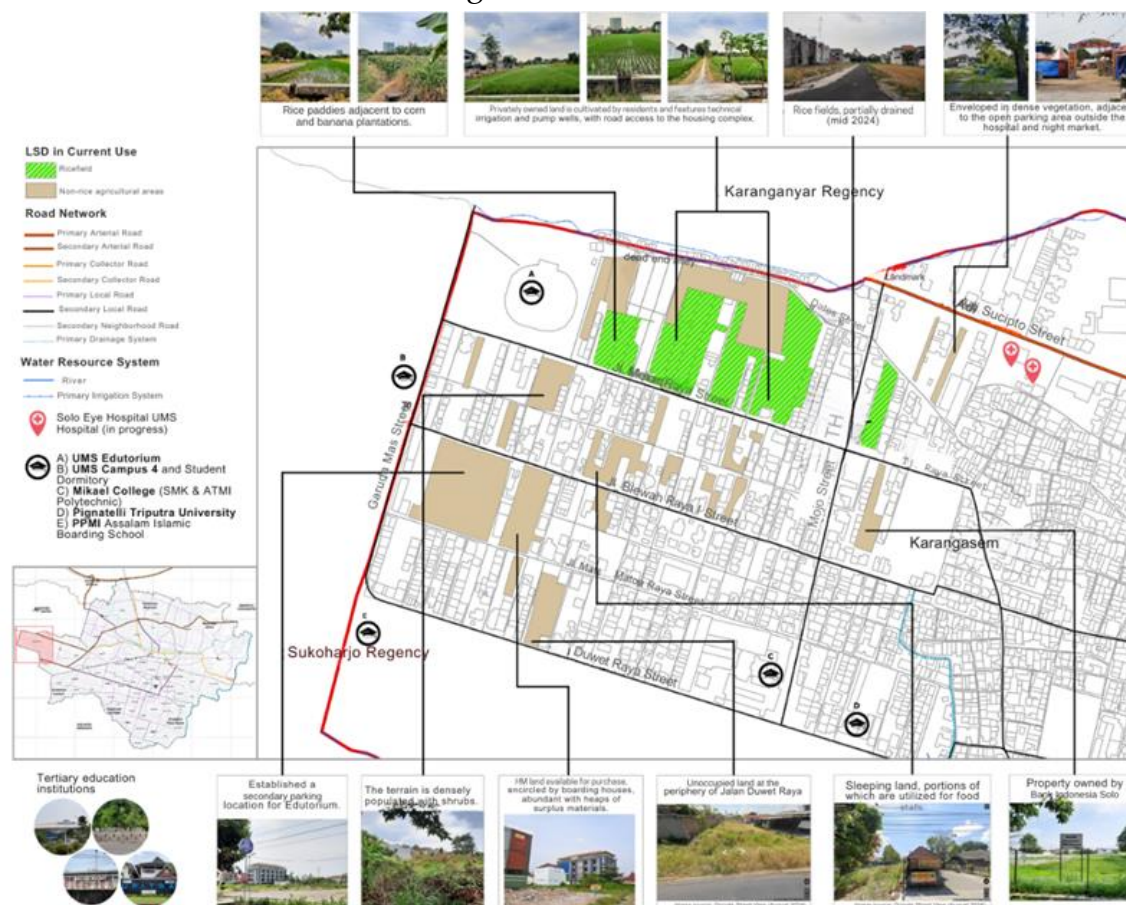 Rice paddies adjacent to corn
and banana plantations.
Privately owned land is cultivated by residents and features technical
irrigation and pump wells, with road access to the housing complex.
Rice fields, partially drained
(mid 2024)
Enveloped in dense vegetation, adjace
to the open parking area outside the
hospital and night market.
LSD in Current Use
Ricefield
Non-rice agricultural areas
Road Network
Primary Arterial Road
Secondary Arterial Road
Primary Collector Road
Secondary Collector Road
Primary Local Road
Secondary Local Road
Secondary Neighborhood Road
Primary Drainage System
Water Resource System
River
Primary Irrigation System
Solo Eye Hospital UMS
Hospital (in progress)
A) UMS Edutorium
B) UMS Campus 4 and Student
Dormitory
C) Mikael College (SMK & ATMI
Polytechnic)
D) Pignatelli Triputra University
E) PPMI Assalam Islamic
Boarding School
Karanganyar Regency
dead end alley
Landmark
Adi Sucipto Street
A
B
Raya Street
Garuda Mas Street
Jl. Blewah Raya I Street
Mojo Street
TH
Raya Street
Karangasem
Raya Street
E
Sukoharjo Regency
Duwet Raya Street
C
D
Tertiary education
institutions
Established a
secondary parking
location for Edutorium.
The terrain is densely
populated with shrubs.
HM land available for purchase,
encircled by boarding houses,
abundant with heaps of
surplus materials.
Unoccupied land at the
periphery of Jalan Duwet Raya
Sleeping land, portions of
which are utilized for food
Property owned by
Bank Indonesia Solo